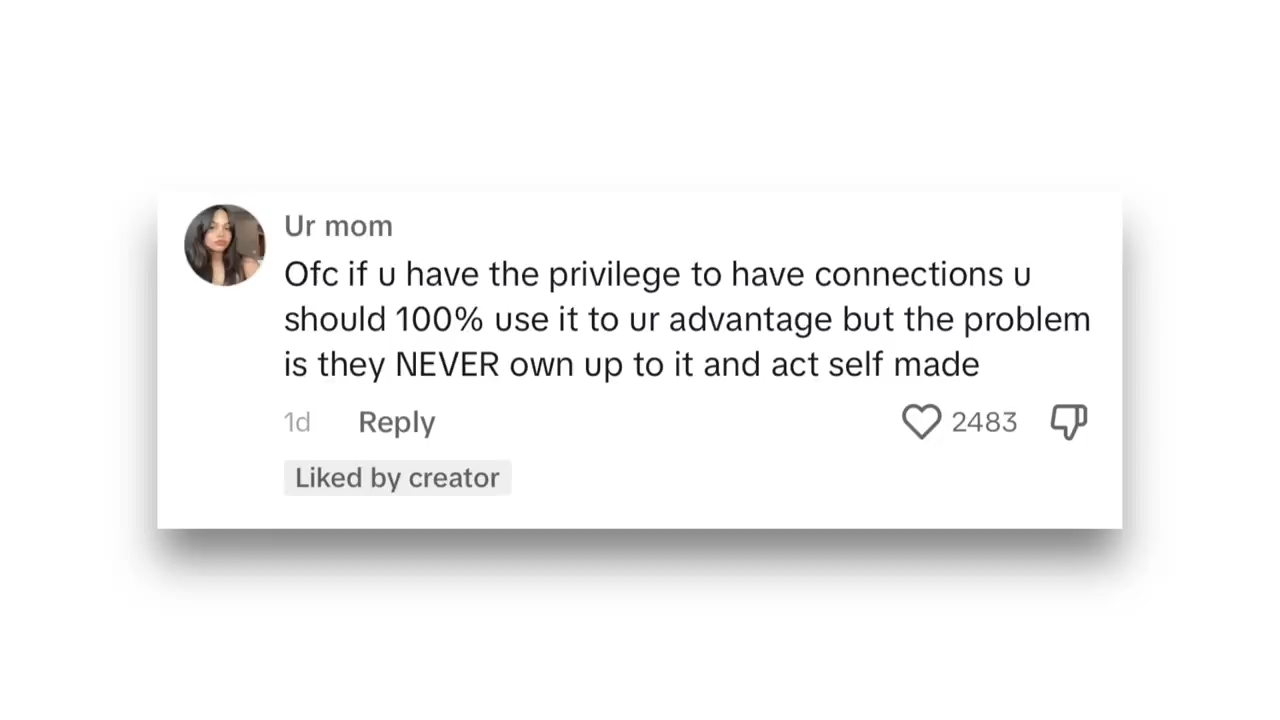 Ur mom
Ofc if u have the privilege to have connections u
should 100% use it to ur advantage but the problem
is they NEVER own up to it and act self made
1d Reply 2483
Liked by creator